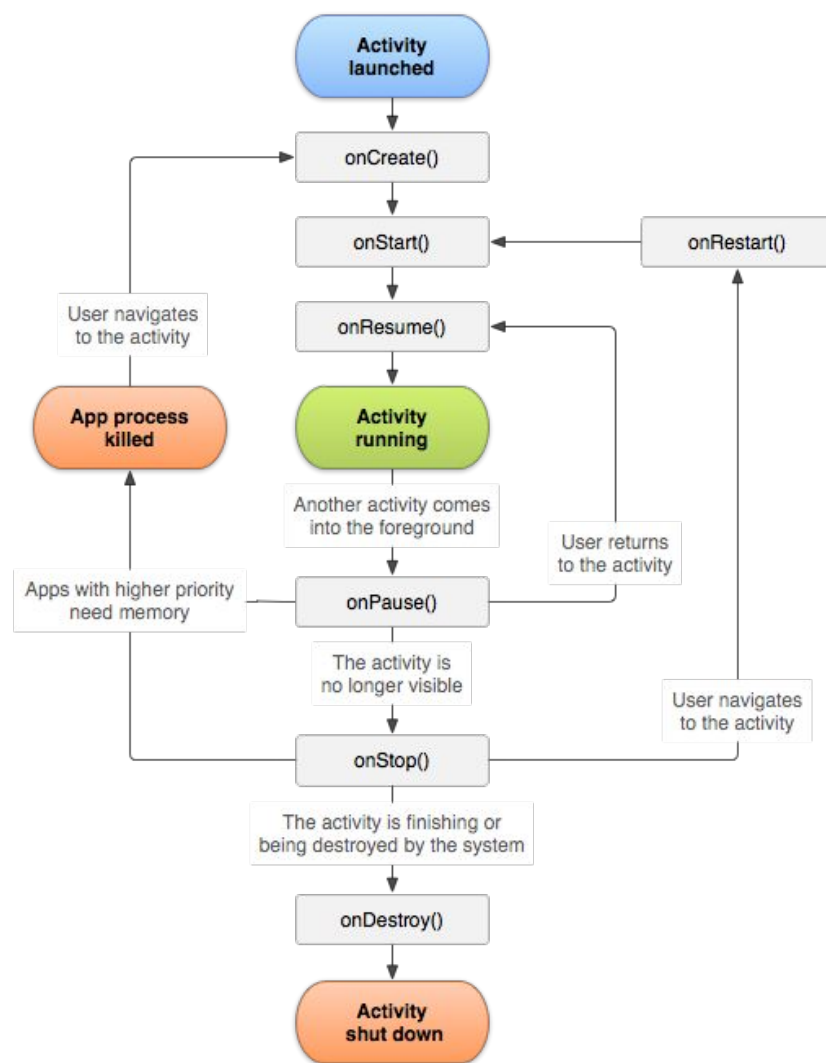 Activity
launched
onCreate()
onStart()
onRestart()
User navigates
to the activity
onResume()
App process
killed
Activity
running
Another activity comes
into the foreground
User returns
to the activity
Apps with higher priority
need memory
onPause()
The activity is
no longer visible
User navigates
to the activity
onStop()
The activity is finishing or
being destroyed by the system
onDestroy()
Activity
shut down